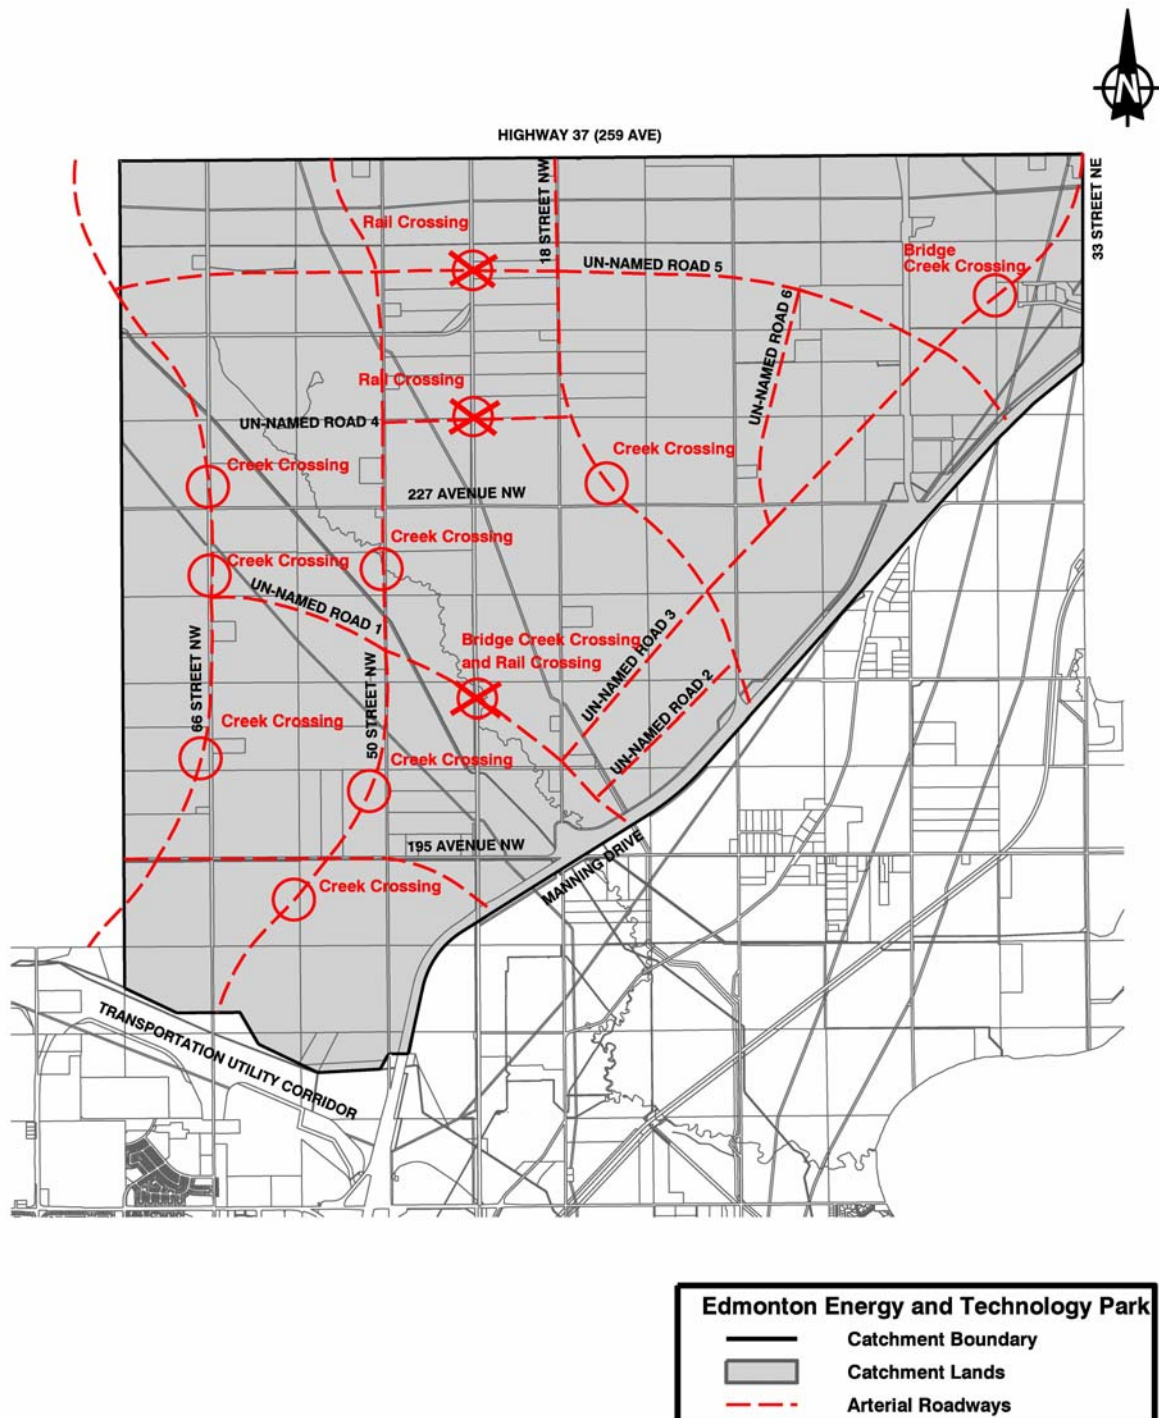 N
HIGHWAY 37 (259 AVE)
18 STREET NW
33 STREET NE
Rail Crossing
UN-NAMED ROAD 5
Bridge
Creek Crossing
UN-NAMED ROAD 6
Rail Crossing
UN-NAMED ROAD 4
Creek Crossing
Creek Crossing
227 AVENUE NW
Creek Crossing
Creek Crossing
UN-NAMED ROAD 1
Bridge Creek Crossing
and Rail Crossing
UN-NAMED ROAD 3
UN-NAMED ROAD 2
66 STREET NW
50 STREET NW
Creek Crossing
Creek Crossing
195 AVENUE NW
MANNING DRIVE
Creek Crossing
TRANSPORTATION UTILITY CORRIDOR
Edmonton Energy and Technology Park
Catchment Boundary
Catchment Lands
Arterial Roadways